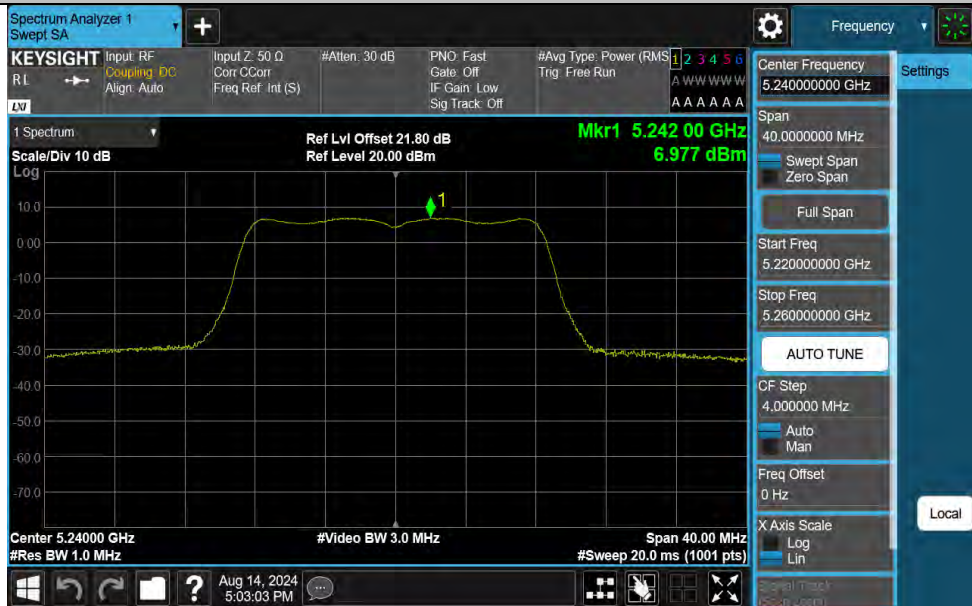 Spectrum Analyzer 1
Swept SA
+
Frequency
KEYSIGHT
R L
LXI
Input: RF
Coupling: DC
Align: Auto
Input Z: 50 Ω
Corr CCorr
Freq Ref: Int (S)
#Atten: 30 dB
PNO: Fast
Gate: Off
IF Gain: Low
Sig Track: Off
#Avg Type: Power (RMS
Trig: Free Run
1 2 3 4 5 6
A W W W W W
A A A A A A
1 Spectrum
Scale/Div 10 dB
Log
Ref Lvl Offset 21.80 dB
Ref Level 20.00 dBm
Mkr1 5.242 00 GHz
6.977 dBm
1
10.0
0.00
-10.0
-20.0
-30.0
-40.0
-50.0
-60.0
-70.0
Center 5.24000 GHz
#Res BW 1.0 MHz
#Video BW 3.0 MHz
Span 40.00 MHz
#Sweep 20.0 ms (1001 pts)
?
Aug 14, 2024
5:03:03 PM
Center Frequency
5.240000000 GHz
Span
40.0000000 MHz
Swept Span
Zero Span
Full Span
Start Freq
5.220000000 GHz
Stop Freq
5.260000000 GHz
AUTO TUNE
CF Step
4.000000 MHz
Auto
Man
Freq Offset
0 Hz
X Axis Scale
Log
Lin
Signal Track
(Span Zoom)
Settings
Local